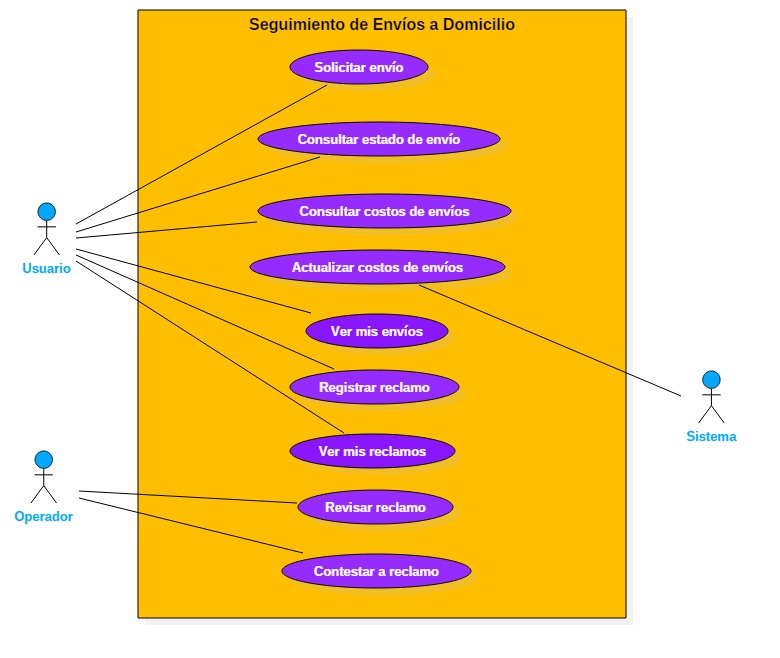 Seguimiento de Envíos a Domicilio
Solicitar envío
Consultar estado de envío
Consultar costos de envíos
Actualizar costos de envíos
Usuario
Ver mis envíos
Registrar reclamo
Sistema
Ver mis reclamos
Revisar reclamo
Operador
Contestar a reclamo